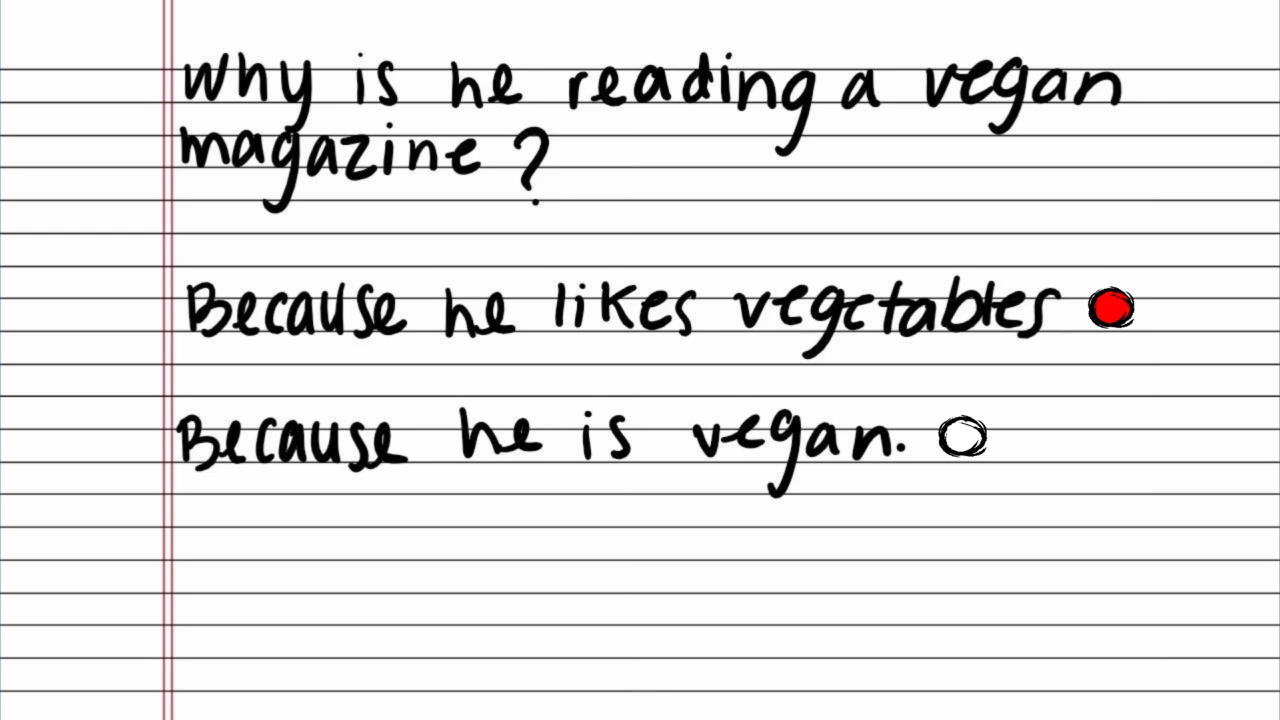 Why is he reading a vegan
magazine?
Because he likes vegetables
Because he is vegan.